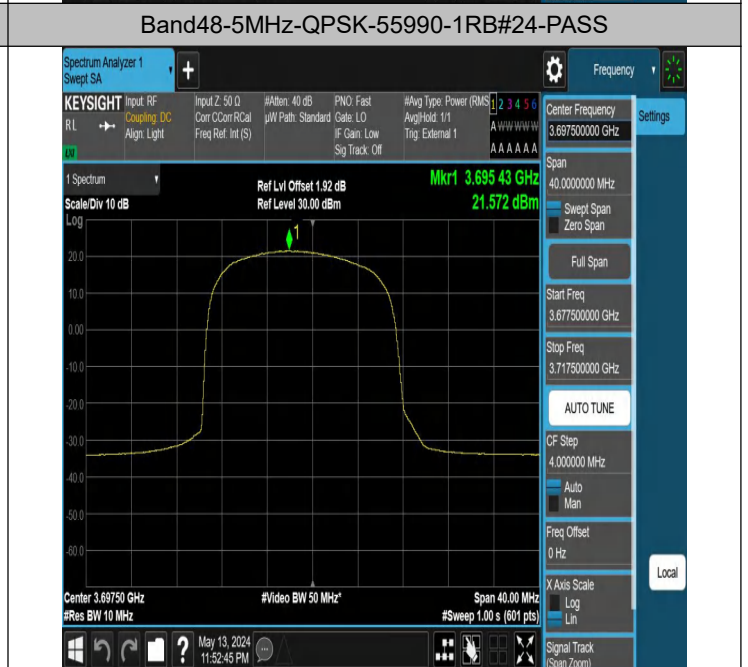 Band48-5MHz-QPSK-55990-1RB#24-PASS
Spectrum Analyzer 1
Swept SA
Frequency
KEYSIGHT
RL
Input: RF
Coupling: DC
Align: Light
Input Z: 50 Ω
Corr CCorr RCal
Freq Ref: Int (S)
#Atten: 40 dB
µW Path: Standard
PNO: Fast
Gate: LO
IF Gain: Low
Sig Track: Off
#Avg Type: Power (RMS
Avg|Hold: 1/1
Trig: External 1
1 2 3 4 5 6
A W W W W W
A A A A A A
Center Frequency
3.697500000 GHz
Settings
1 Spectrum
Scale/Div 10 dB
Log
Ref Lvl Offset 1.92 dB
Ref Level 30.00 dBm
Mkr1 3.695 43 GHz
21.572 dBm
1
20.0
10.0
0.00
-10.0
-20.0
-30.0
-40.0
-50.0
-60.0
Span
40.0000000 MHz
Swept Span
Zero Span
Full Span
Start Freq
3.677500000 GHz
Stop Freq
3.717500000 GHz
AUTO TUNE
CF Step
4.000000 MHz
Auto
Man
Freq Offset
0 Hz
X Axis Scale
Log
Lin
Signal Track
(Span Zoom)
Local
Center 3.69750 GHz
#Res BW 10 MHz
#Video BW 50 MHz*
Span 40.00 MHz
#Sweep 1.00 s (601 pts)
?
May 13, 2024
11:52:45 PM